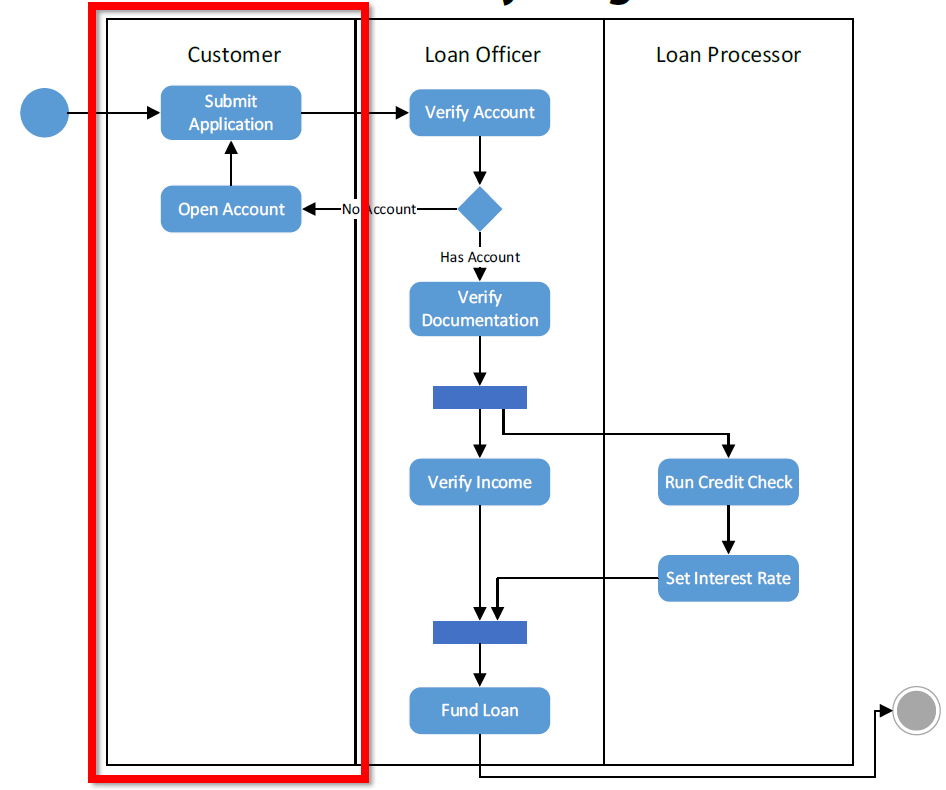 Customer
Loan Officer
Loan Processor
Submit
Application
Verify Account
Open Account
No Account
Has Account
Verify
Documentation
Verify Income
Run Credit Check
Set Interest Rate
Fund Loan